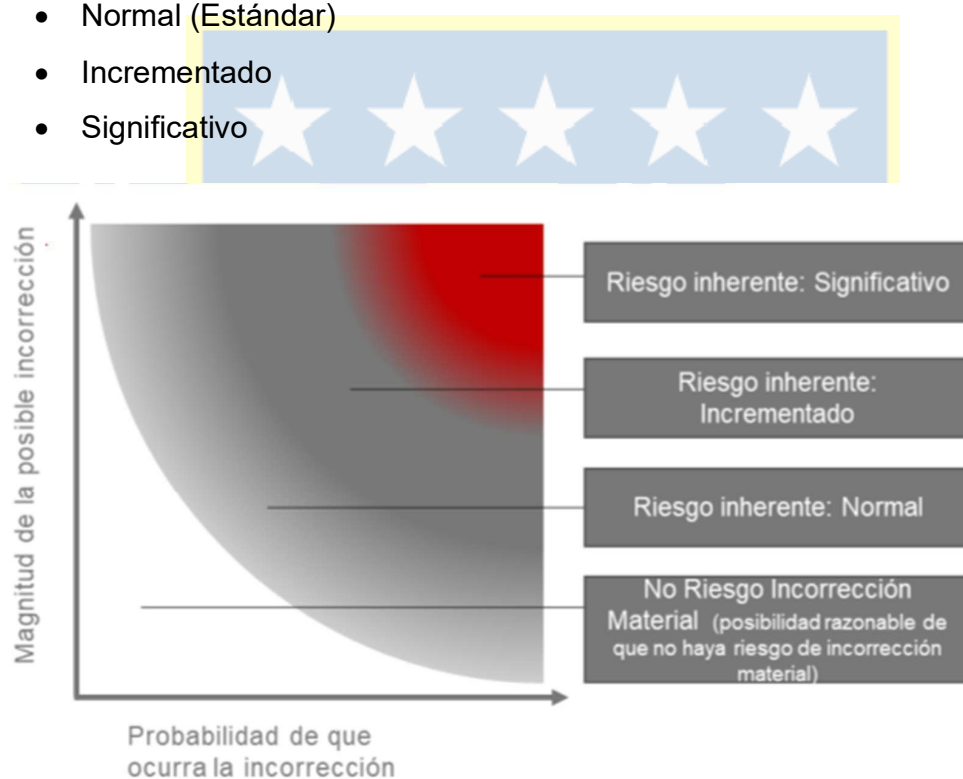 • Normal (Estándar)
• Incrementado
• Significativo
Magnitud de la posible incorrección
Riesgo inherente: Significativo
Riesgo inherente:
Incrementado
Riesgo inherente: Normal
No Riesgo Incorrección
Material (posibilidad razonable de
que no haya riesgo de incorrección
material)
Probabilidad de que
ocurra la incorrección